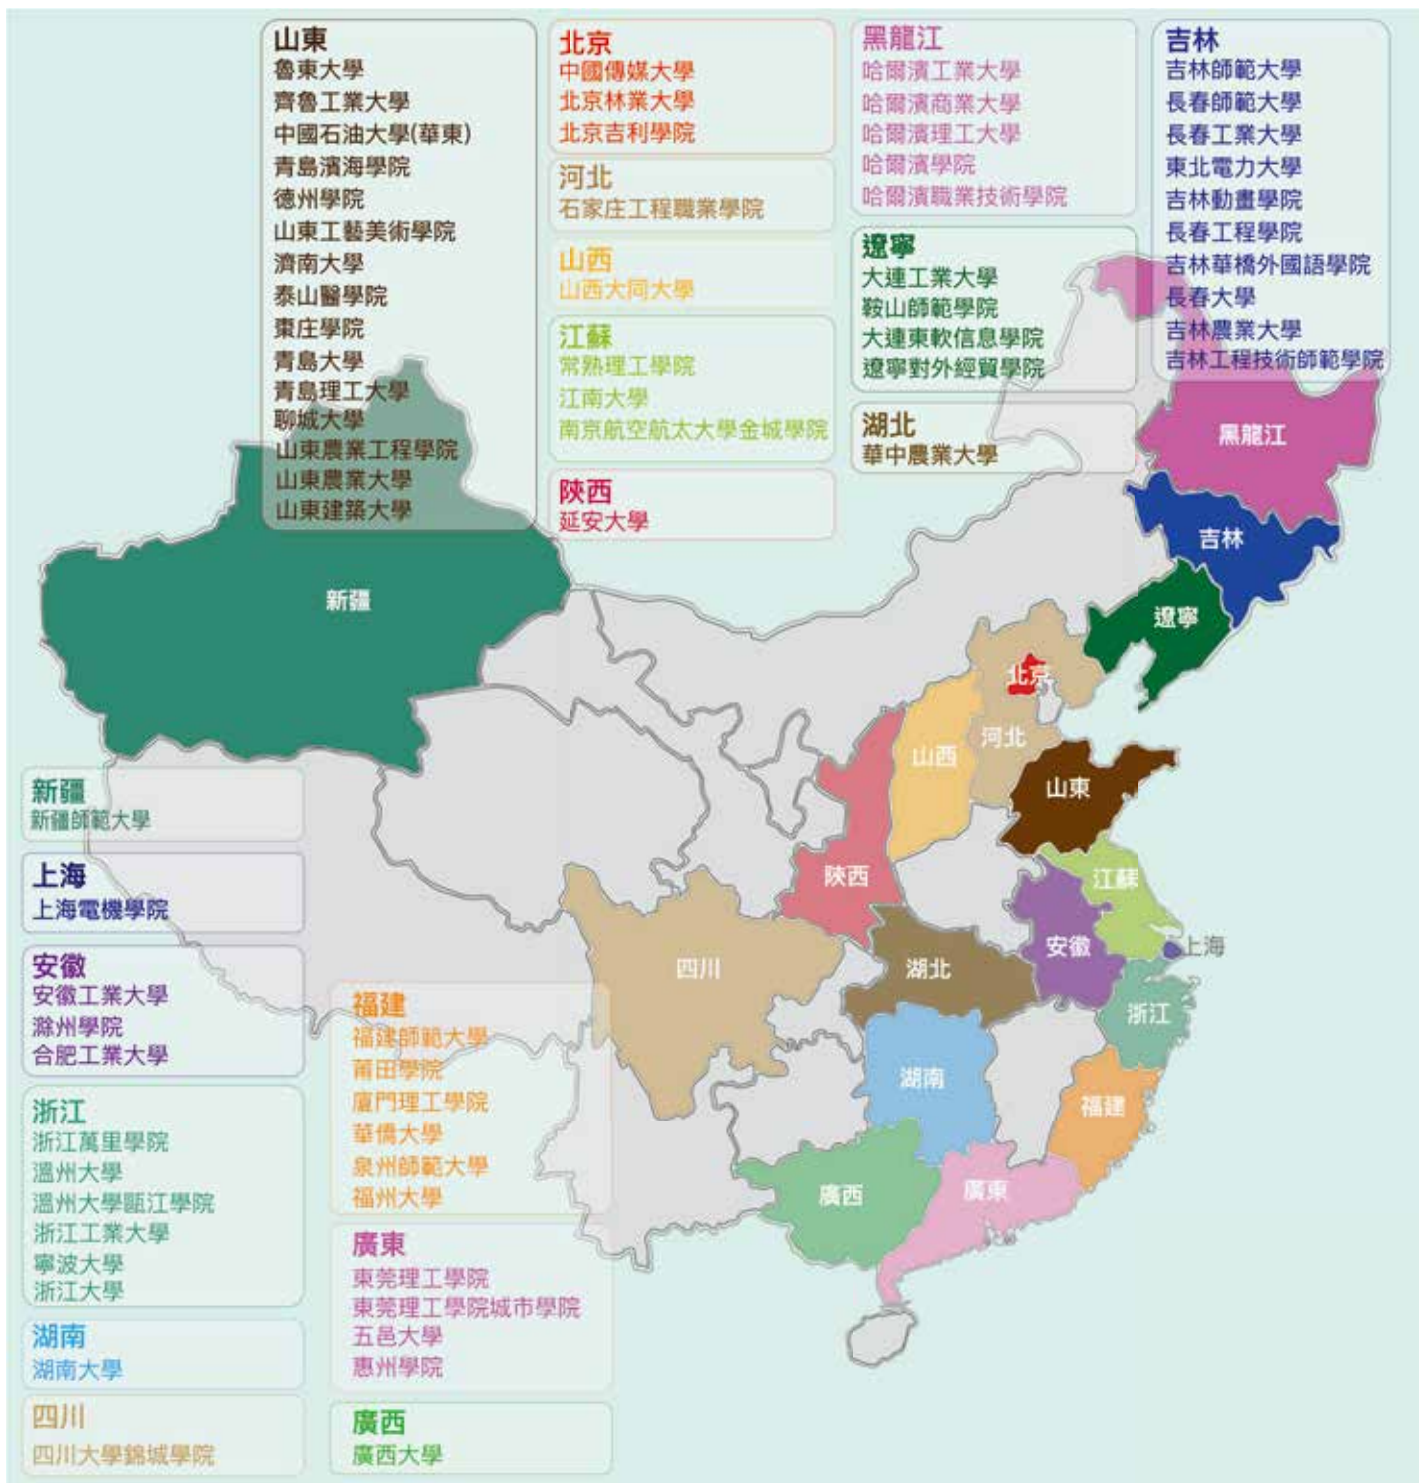 山東
魯東大學
齊魯工業大學
中國石油大學(華東)
青島濱海學院
德州學院
山東工藝美術學院
濟南大學
泰山醫學院
棗庄學院
青島大學
青島理工大學
聊城大學
山東農業工程學院
山東農業大學
山東建築大學
北京
中國傳媒大學
北京林業大學
北京吉利學院
河北
石家庄工程職業學院
山西
山西大同大學
江蘇
常熟理工學院
江南大學
南京航空航太大學金城學院
陝西
延安大學
黑龍江
哈爾濱工業大學
哈爾濱商業大學
哈爾濱理工大學
哈爾濱學院
哈爾濱職業技術學院
遼寧
大連工業大學
鞍山師範學院
大連東軟信息學院
遼寧對外經貿學院
湖北
華中農業大學
吉林
吉林師範大學
長春師範大學
長春工業大學
東北電力大學
吉林動畫學院
長春工程學院
吉林華橋外國語學院
長春大學
吉林農業大學
吉林工程技術師範學院
黑龍江
吉林
遼寧
新疆
北京
河北
山西
山東
陝西
江蘇
安徽
上海
四川
湖北
浙江
湖南
福建
廣西
廣東
新疆
新疆師範大學
上海
上海電機學院
安徽
安徽工業大學
滁州學院
合肥工業大學
浙江
浙江萬里學院
溫州大學
溫州大學甌江學院
浙江工業大學
寧波大學
浙江大學
湖南
湖南大學
四川
四川大學錦城學院
福建
福建師範大學
莆田學院
廈門理工學院
華僑大學
泉州師範大學
福州大學
廣東
東莞理工學院
東莞理工學院城市學院
五邑大學
惠州學院
廣西
廣西大學